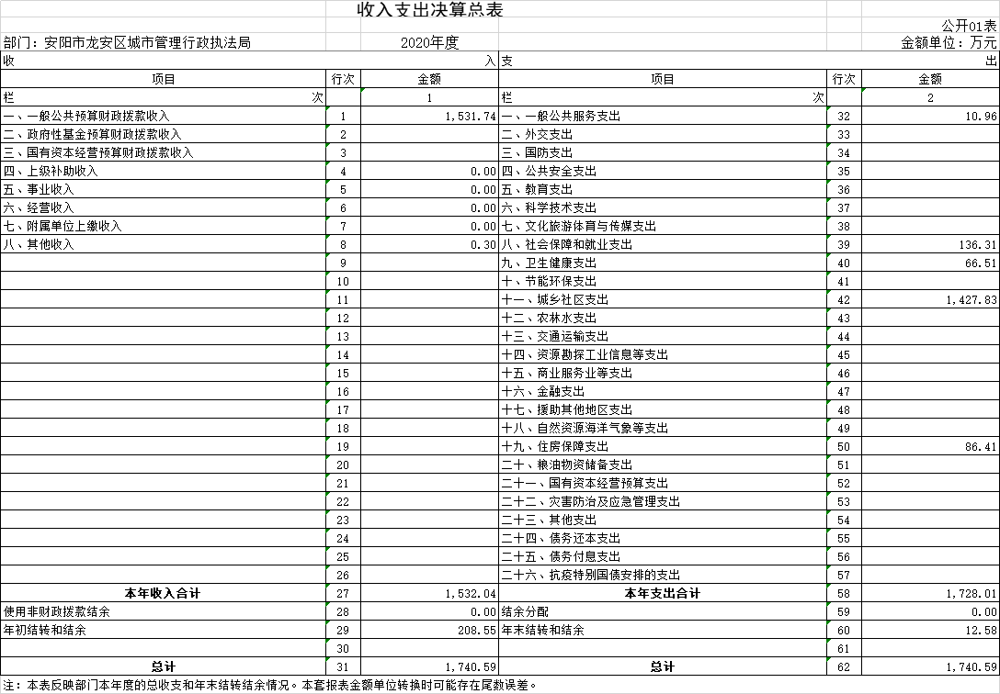 收入支出决算总表
公开01表
部门：安阳市龙安区城市管理行政执法局 2020年度 金额单位：万元
收 入 支 出
项目 行次 金额 项目 行次 金额
栏 次 1 栏 次 2
一、一般公共预算财政拨款收入 1 1,531.74 一、一般公共服务支出 32 10.96
二、政府性基金预算财政拨款收入 2 二、外交支出 33
三、国有资本经营预算财政拨款收入 3 三、国防支出 34
四、上级补助收入 4 0.00 四、公共安全支出 35
五、事业收入 5 0.00 五、教育支出 36
六、经营收入 6 0.00 六、科学技术支出 37
七、附属单位上缴收入 7 0.00 七、文化旅游体育与传媒支出 38
八、其他收入 8 0.30 八、社会保障和就业支出 39 136.31
9 九、卫生健康支出 40 66.51
10 十、节能环保支出 41
11 十一、城乡社区支出 42 1,427.83
12 十二、农林水支出 43
13 十三、交通运输支出 44
14 十四、资源勘探工业信息等支出 45
15 十五、商业服务业等支出 46
16 十六、金融支出 47
17 十七、援助其他地区支出 48
18 十八、自然资源海洋气象等支出 49
19 十九、住房保障支出 50 86.41
20 二十、粮油物资储备支出 51
21 二十一、国有资本经营预算支出 52
22 二十二、灾害防治及应急管理支出 53
23 二十三、其他支出 54
24 二十四、债务还本支出 55
25 二十五、债务付息支出 56
26 二十六、抗疫特别国债安排的支出 57
本年收入合计 27 1,532.04 本年支出合计 58 1,728.01
使用非财政拨款结余 28 0.00 结余分配 59 0.00
年初结转和结余 29 208.55 年末结转和结余 60 12.58
30 61
总计 31 1,740.59 总计 62 1,740.59
注：本表反映部门本年度的总收支和年末结转结余情况。本套报表金额单位转换时可能存在尾数误差。